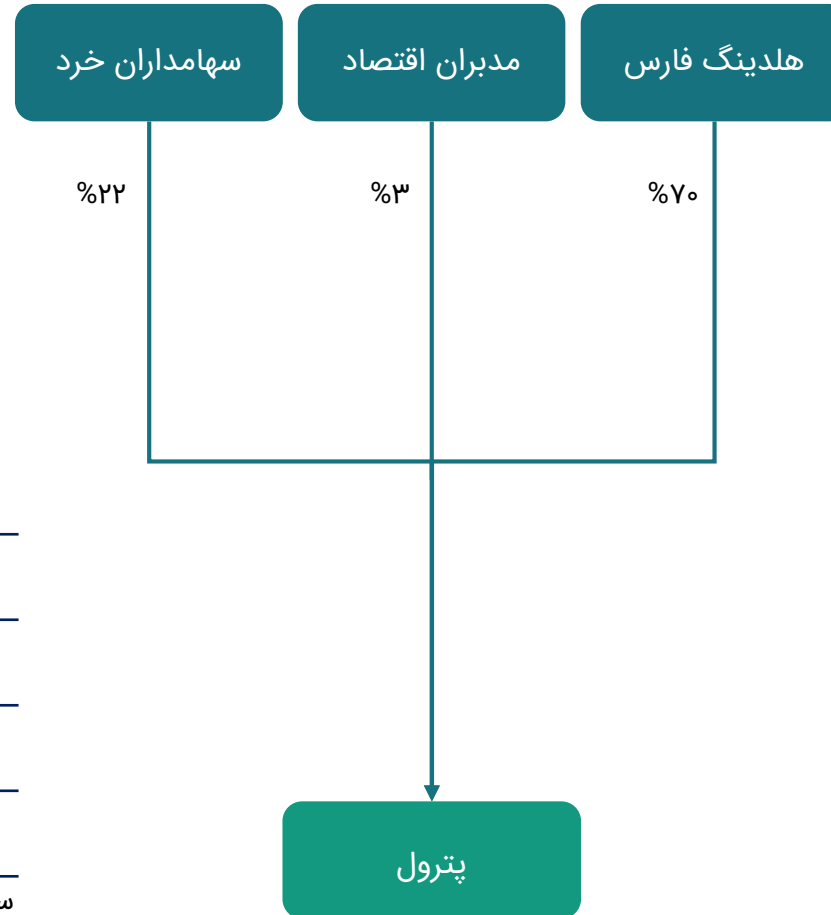 هلدینگ فارس
مدبران اقتصاد
سهامداران خرد
%۷۰
%۳
%۲۲
پترول